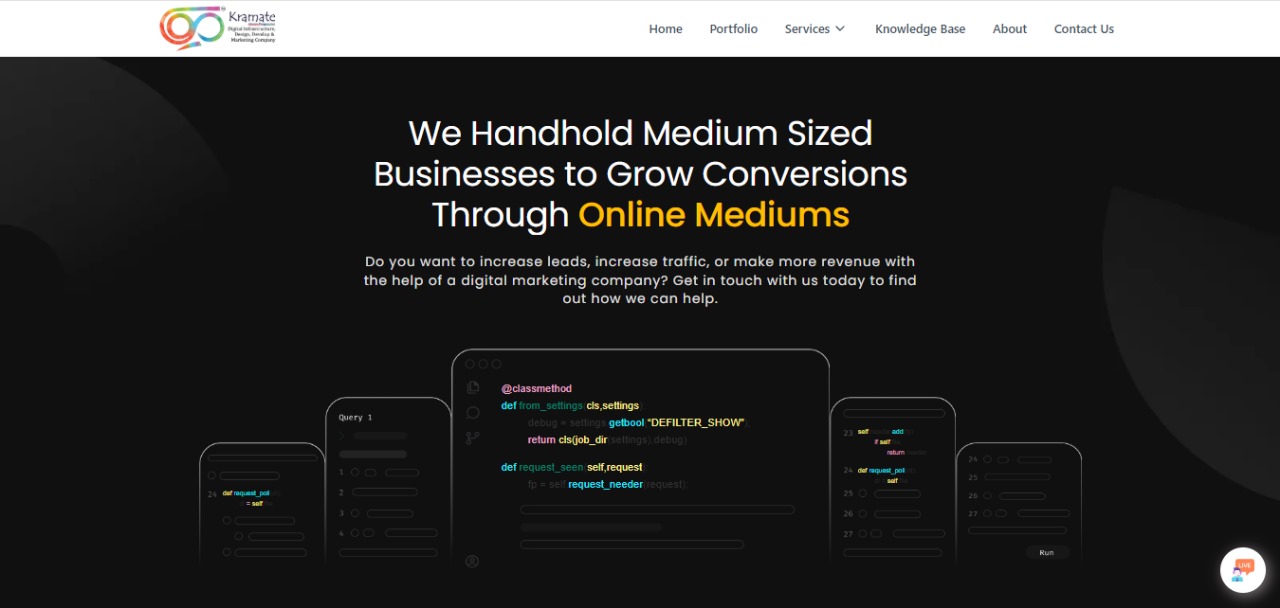 Kramate
Digital Infrastructure,
Design, Develop &
Marketing Company
Home
Portfolio
Services
Knowledge Base
About
Contact Us
We Handhold Medium Sized
Businesses to Grow Conversions
Through Online Mediums
Do you want to increase leads, increase traffic, or make more revenue with
the help of a digital marketing company? Get in touch with us today to find
out how we can help.
24 def request_poll
= self
Query 1
1
2
3
4
@classmethod
def from_settings(cls,settings
debug = settings.getbool("DEFILTER_SHOW")
return cls(job_dir(settings),debug)
def request_seen(self,request):
fp = self.request_needer(request);
23 self add
if self
return
24 def request_poll
self
25
26
27
24
25
26
27
Run
LIVE